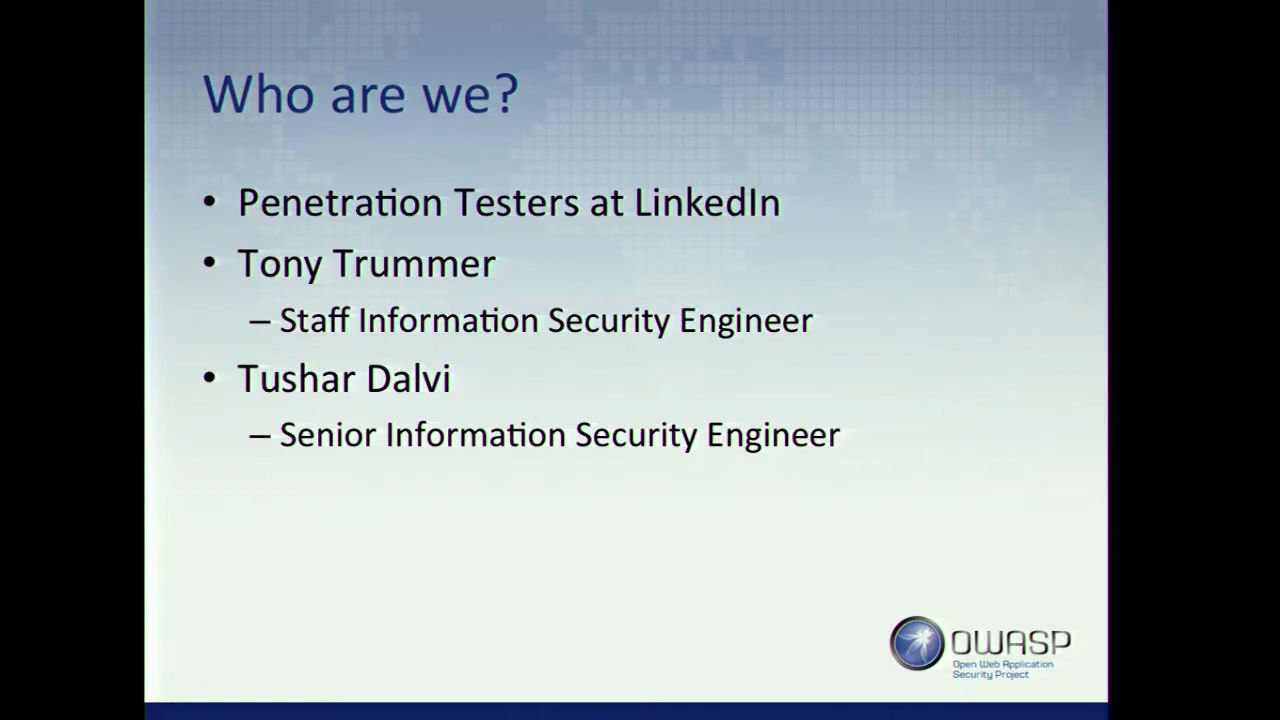 Who are we?
• Penetration Testers at LinkedIn
• Tony Trummer
– Staff Information Security Engineer
• Tushar Dalvi
– Senior Information Security Engineer
OWASP
Open Web Application
Security Project